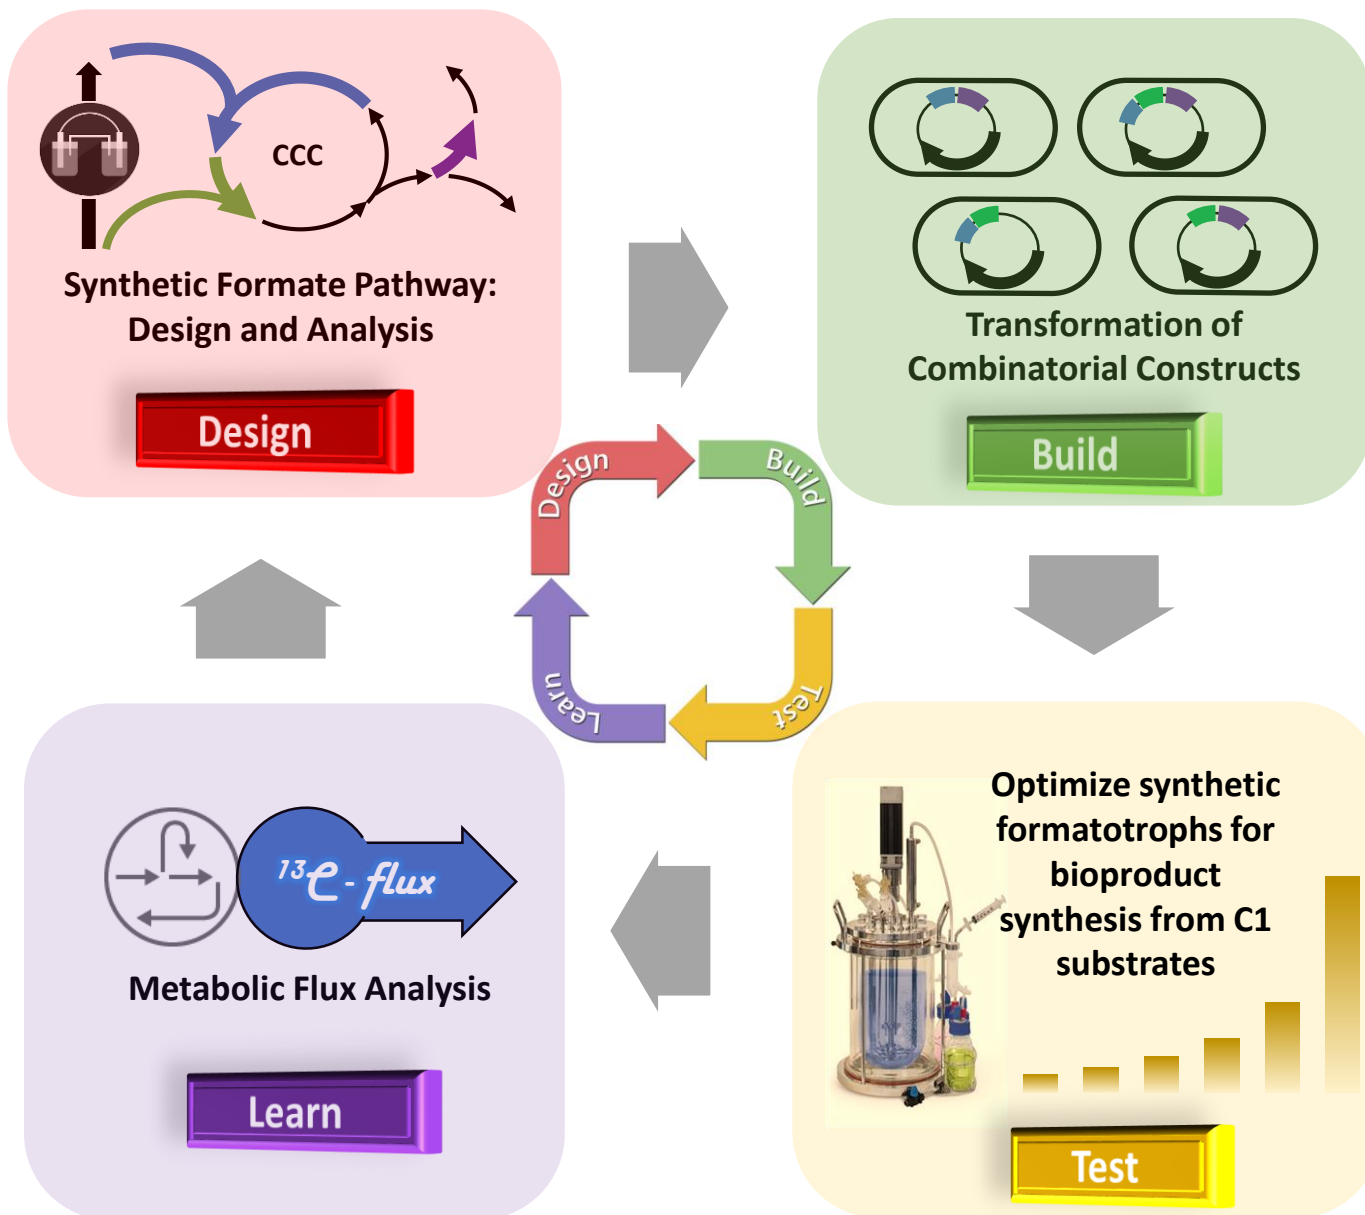 CCC
Synthetic Formate Pathway:
Design and Analysis
Design
Transformation of
Combinatorial Constructs
Build
Design
Build
Test
Learn
¹³C - flux
Metabolic Flux Analysis
Learn
Optimize synthetic
formatotrophs for
bioproduct
synthesis from C1
substrates
Test